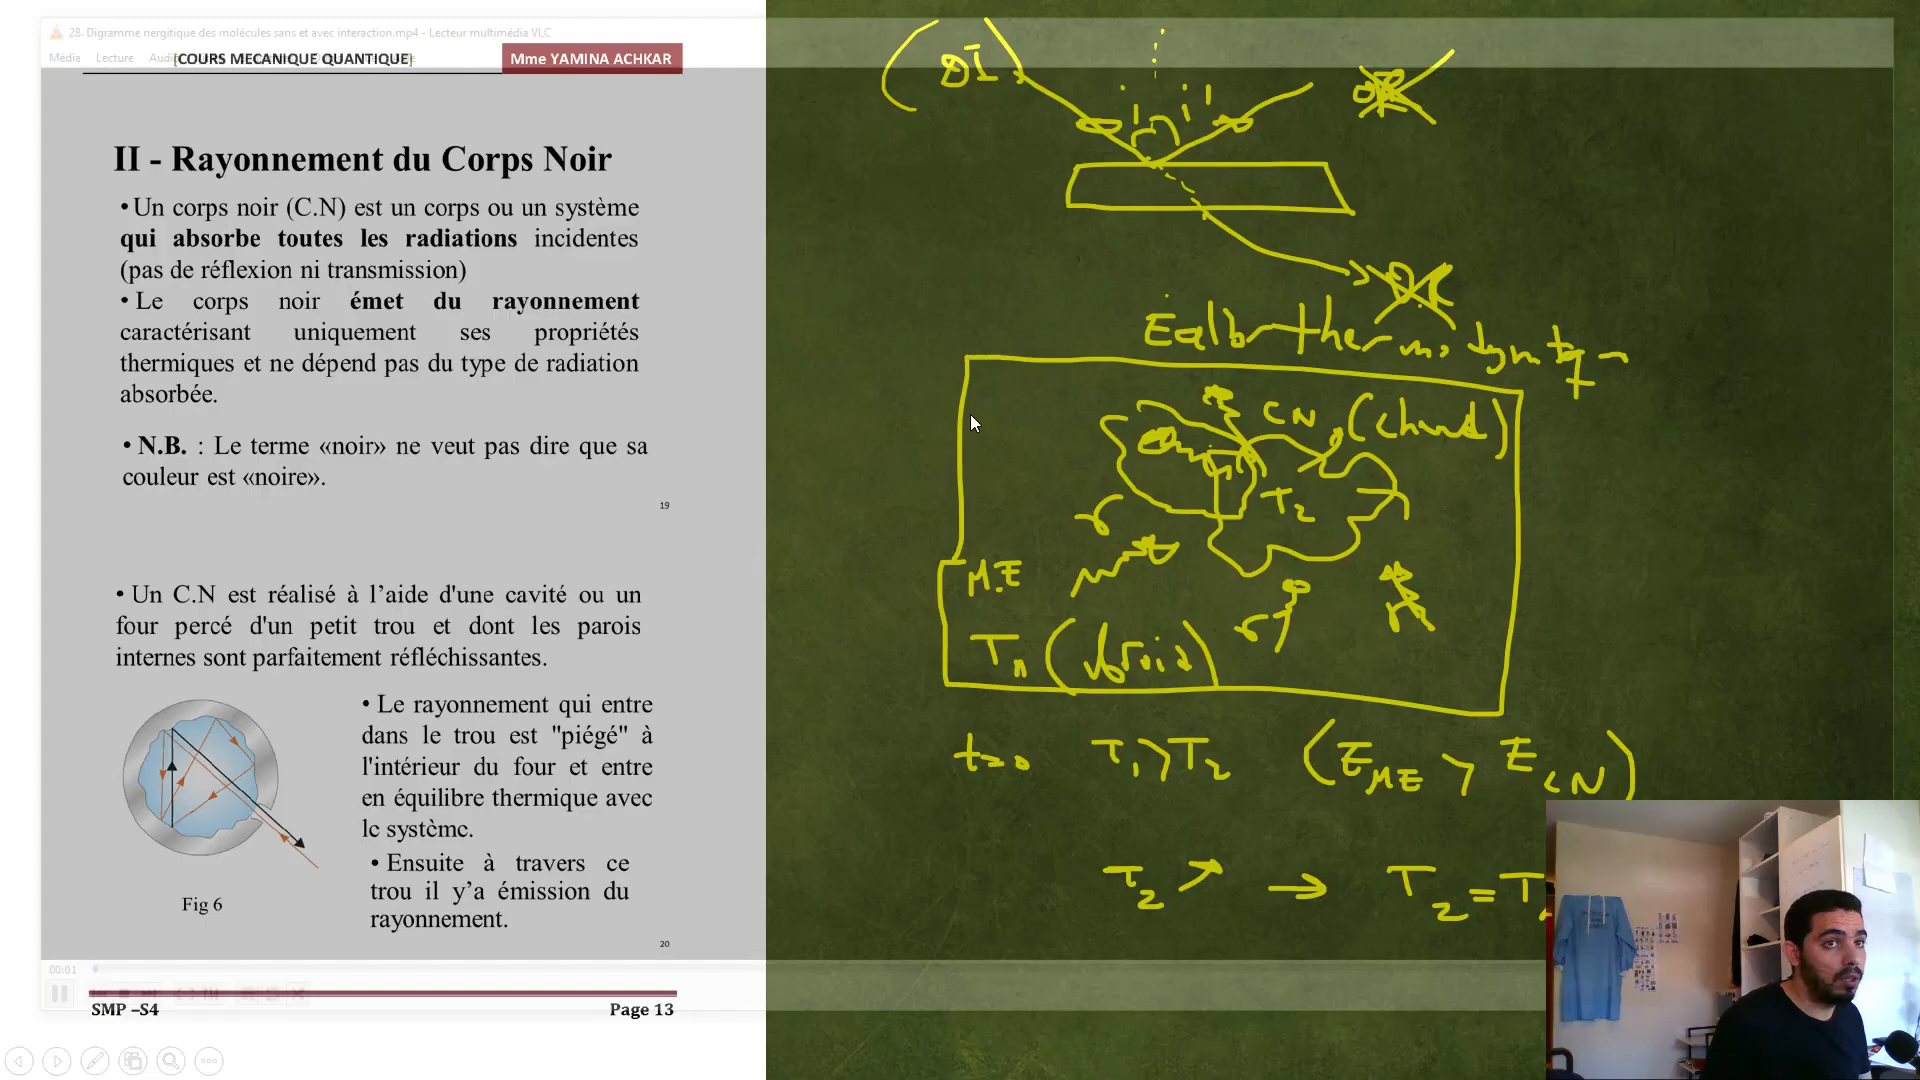 28. Digramme nergitique des molécules sans et avec interaction.mp4 - Lecteur multimédia VLC
Média Lecture Audi
[COURS MECANIQUE QUANTIQUE]
Mme YAMINA ACHKAR
II - Rayonnement du Corps Noir
•Un corps noir (C.N) est un corps ou un système
qui absorbe toutes les radiations incidentes
(pas de réflexion ni transmission)
• Le corps noir émet du rayonnement
caractérisant uniquement ses propriétés
thermiques et ne dépend pas du type de radiation
absorbée.
• N.B. : Le terme «noir» ne veut pas dire que sa
couleur est «noire».
19
• Un C.N est réalisé à l’aide d'une cavité ou un
four percé d'un petit trou et dont les parois
internes sont parfaitement réfléchissantes.
• Le rayonnement qui entre
dans le trou est "piégé" à
l'intérieur du four et entre
en équilibre thermique avec
le système.
• Ensuite à travers ce
trou il y’a émission du
rayonnement.
Fig 6
20
00:01
SMP –S4
Page 13
i i'
CN
T2
M.E
t=0 T1>T2 (E ME > E CN)
T2 ↗ → T2 = T